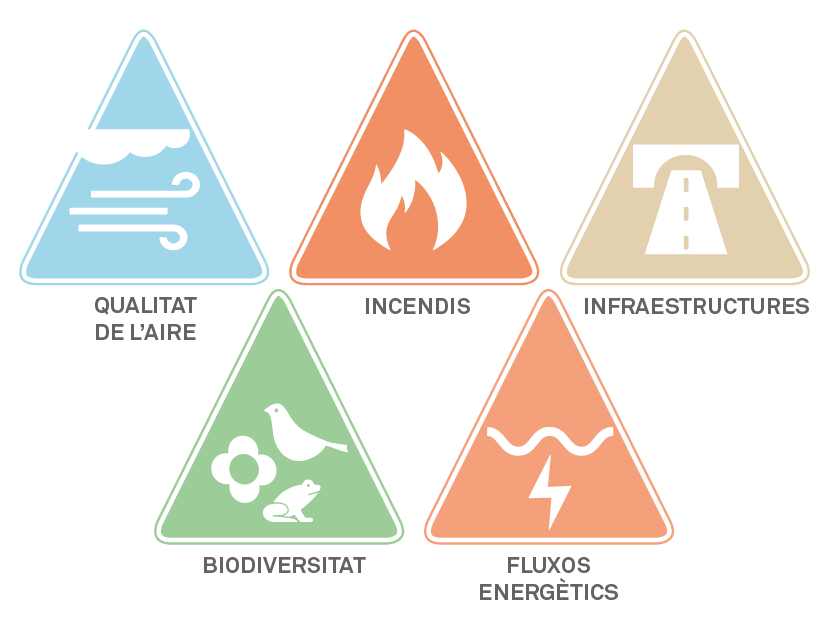 QUALITAT
DE L’AIRE
INCENDIS
INFRAESTRUCTURES
BIODIVERSITAT
FLUXOS
ENERGÈTICS